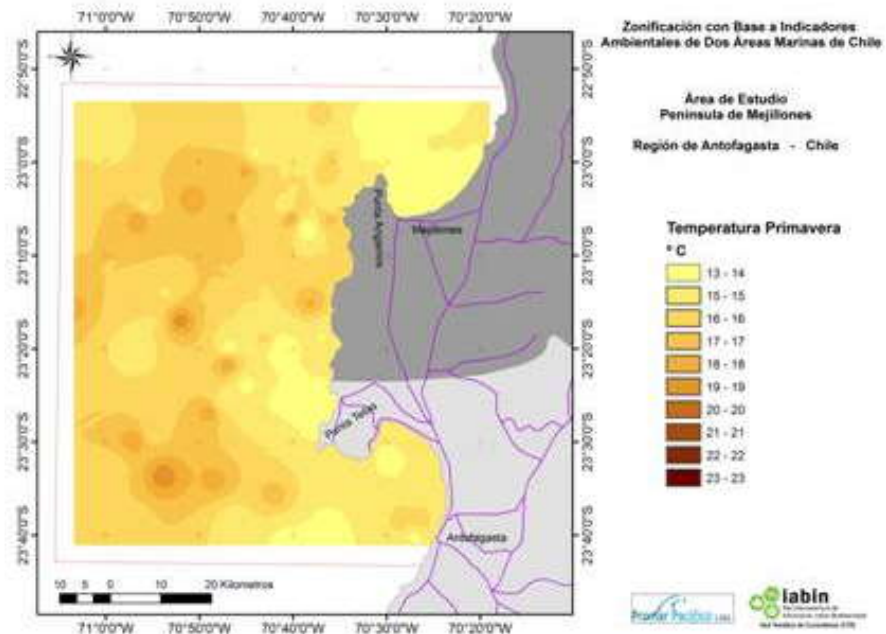 71°0'0"W 70°50'0"W 70°40'0"W 70°30'0"W 70°20'0"W
Zonificación con Base a Indicadores
Ambientales de Dos Áreas Marinas de Chile
Área de Estudio
Peninsula de Mejillones
Región de Antofagasta - Chile
22°50'0"S
23°0'0"S
23°10'0"S
23°20'0"S
23°30'0"S
23°40'0"S
22°50'0"S
23°0'0"S
23°10'0"S
23°20'0"S
23°30'0"S
23°40'0"S
Punta Angamos
Mejillones
Punta Tetas
Antofagasta
Temperatura Primavera
° C
13 - 14
15 - 15
16 - 16
17 - 17
18 - 18
19 - 19
20 - 20
21 - 21
22 - 22
23 - 23
10 5 0 10 20 Kilometros
71°0'0"W 70°50'0"W 70°40'0"W 70°30'0"W 70°20'0"W
Promar Pacífico
iabin